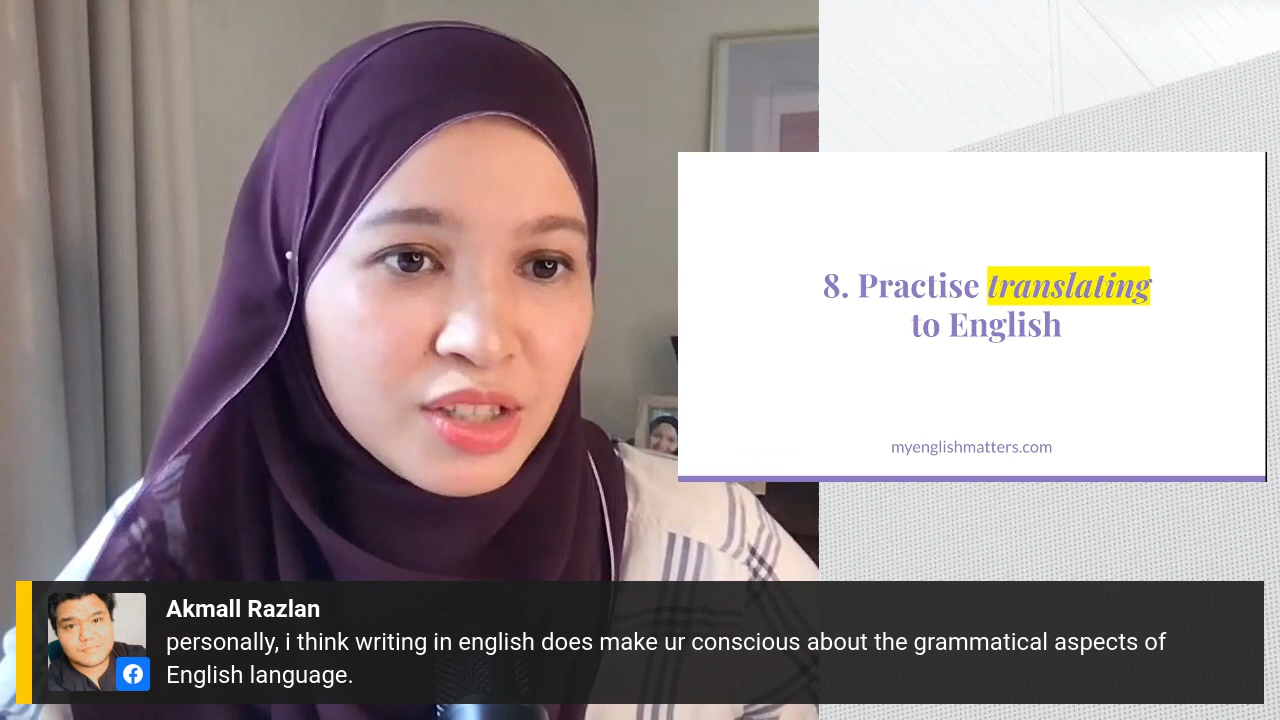 8. Practise translating
to English
myenglishmatters.com
Akmall Razlan
personally, i think writing in english does make ur conscious about the grammatical aspects of
English language.